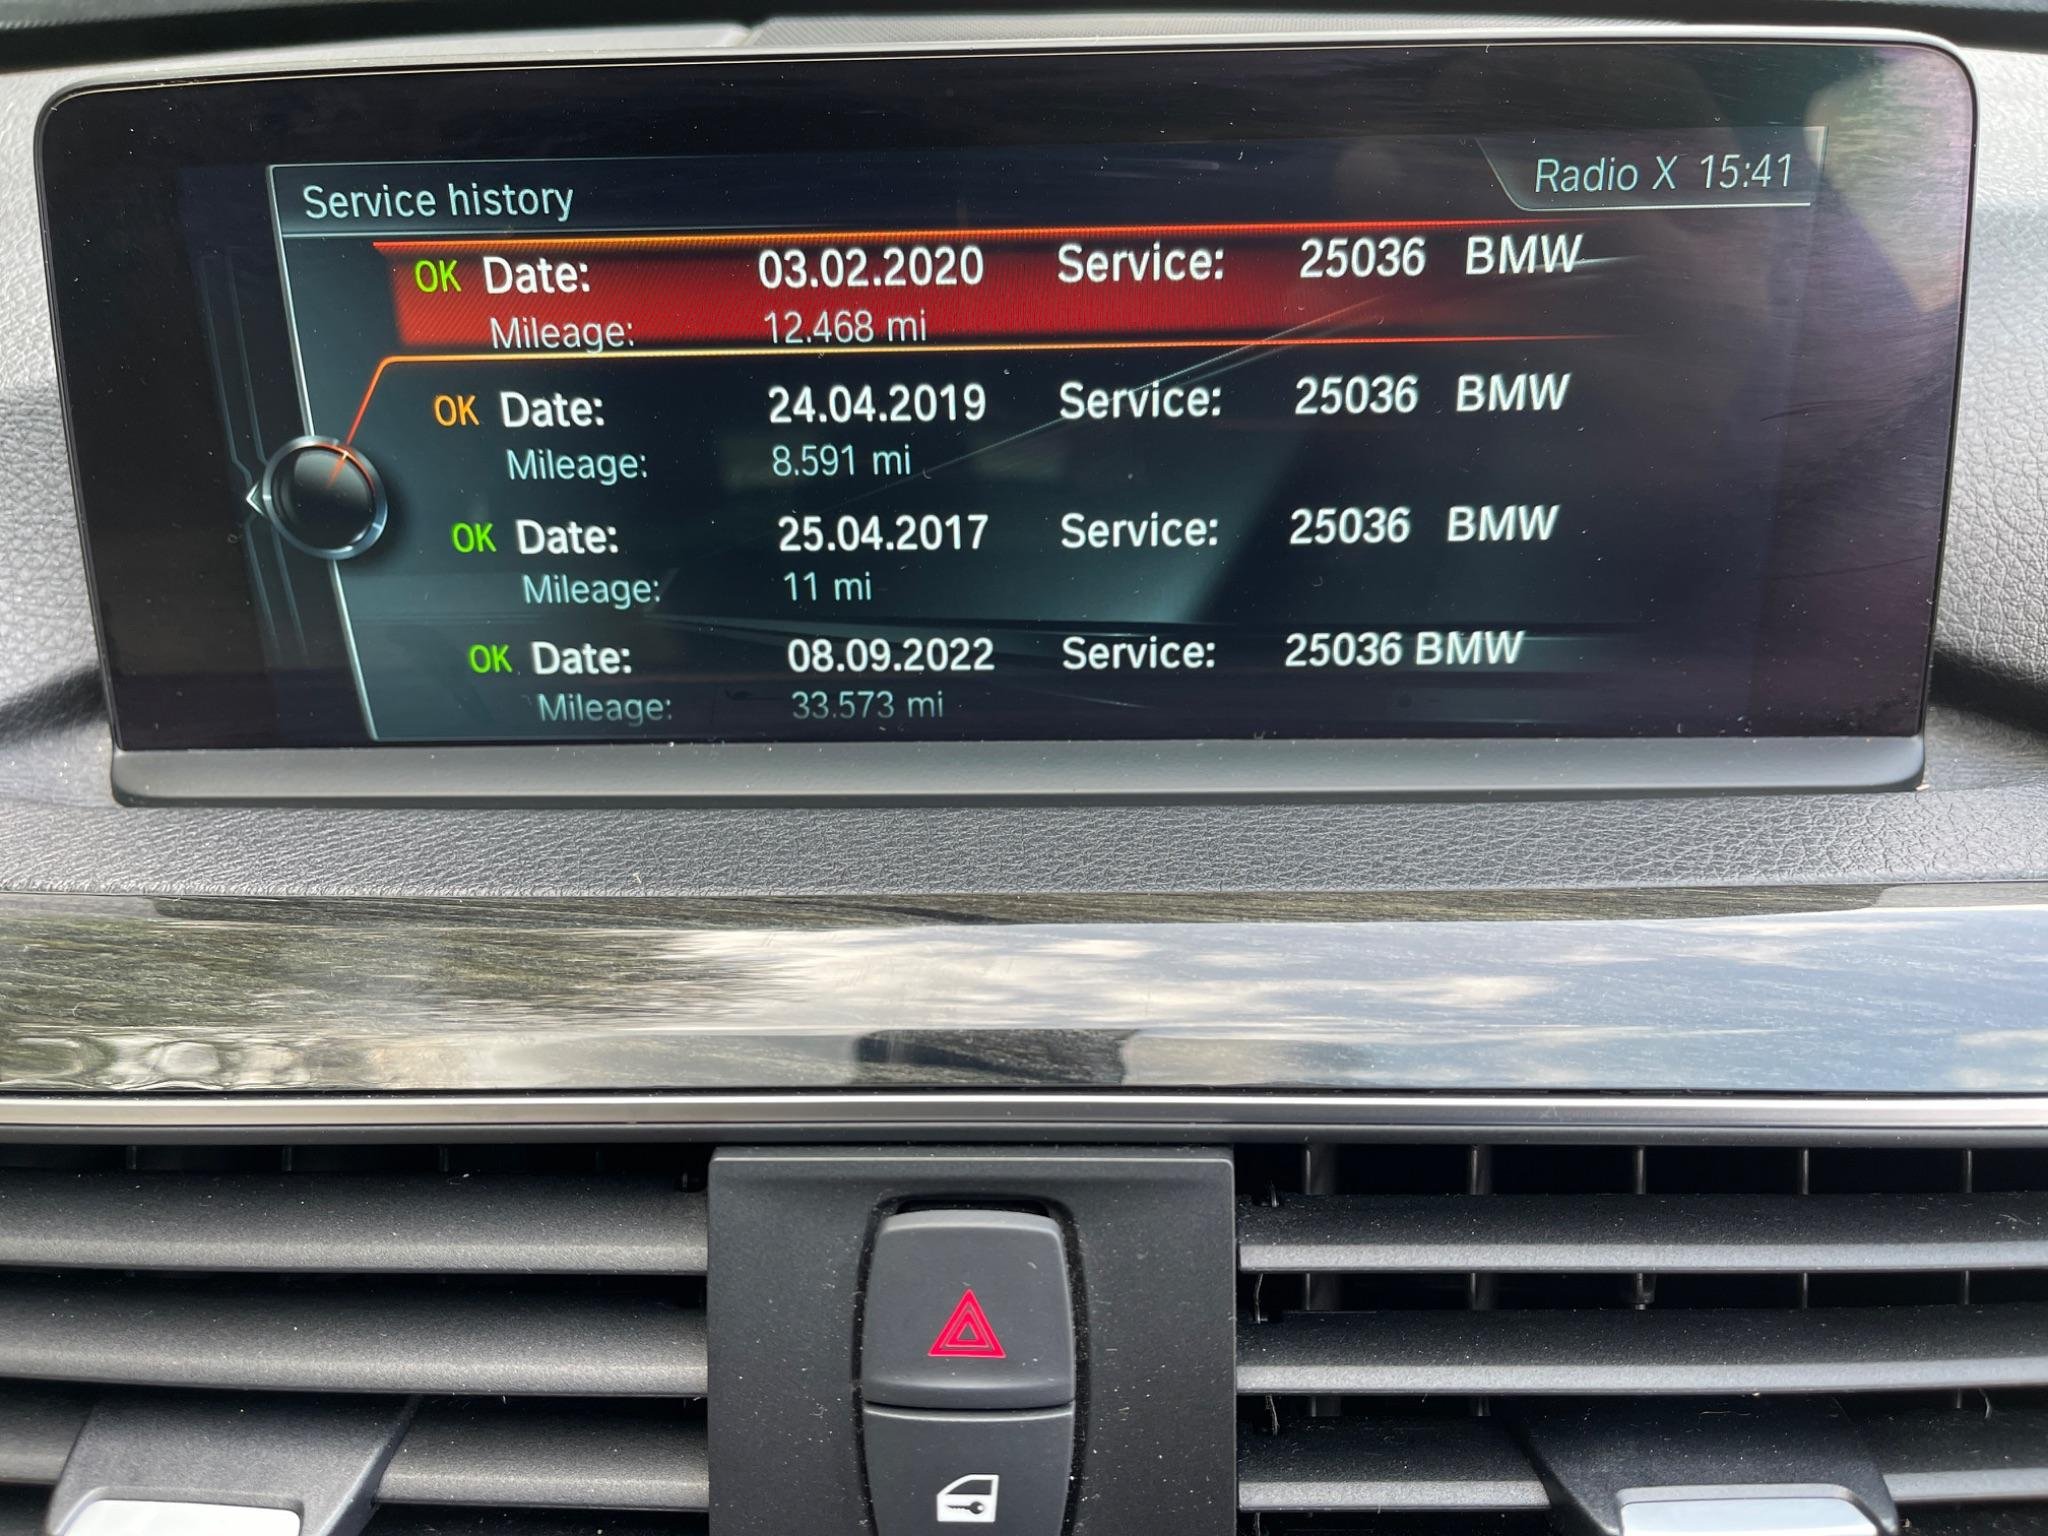 Service history
Radio X 15:41
OK Date: 03.02.2020 Service: 25036 BMW
Mileage: 12.468 mi
OK Date: 24.04.2019 Service: 25036 BMW
Mileage: 8.591 mi
OK Date: 25.04.2017 Service: 25036 BMW
Mileage: 11 mi
OK Date: 08.09.2022 Service: 25036 BMW
Mileage: 33.573 mi